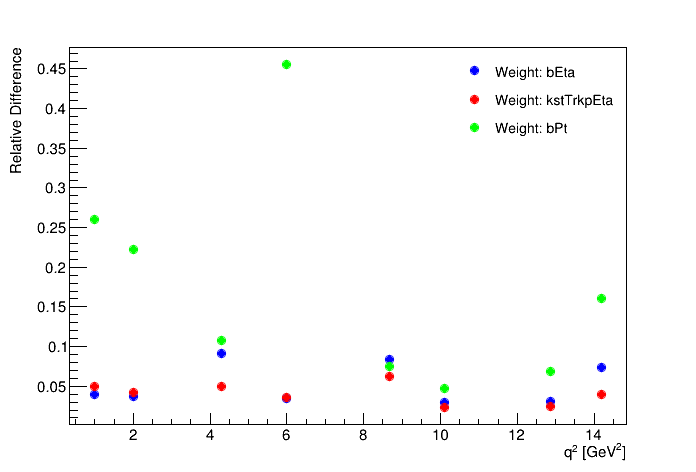 Relative Difference
0.45
0.4
0.35
0.3
0.25
0.2
0.15
0.1
0.05
Weight: bEta
Weight: kstTrkpEta
Weight: bPt
2 4 6 8 10 12 14
q² [GeV²]